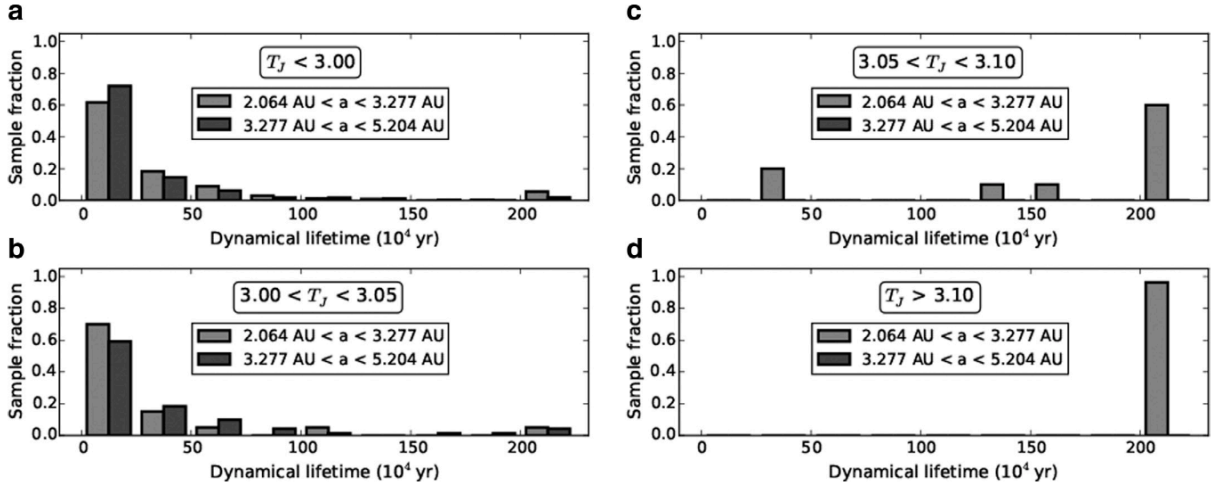 a
1.0
0.8
0.6
0.4
0.2
0.0
Sample fraction
T_J < 3.00
2.064 AU < a < 3.277 AU
3.277 AU < a < 5.204 AU
0 50 100 150 200
Dynamical lifetime (10⁴ yr)
b
1.0
0.8
0.6
0.4
0.2
0.0
Sample fraction
3.00 < T_J < 3.05
2.064 AU < a < 3.277 AU
3.277 AU < a < 5.204 AU
0 50 100 150 200
Dynamical lifetime (10⁴ yr)
c
1.0
0.8
0.6
0.4
0.2
0.0
Sample fraction
3.05 < T_J < 3.10
2.064 AU < a < 3.277 AU
3.277 AU < a < 5.204 AU
0 50 100 150 200
Dynamical lifetime (10⁴ yr)
d
1.0
0.8
0.6
0.4
0.2
0.0
Sample fraction
T_J > 3.10
2.064 AU < a < 3.277 AU
3.277 AU < a < 5.204 AU
0 50 100 150 200
Dynamical lifetime (10⁴ yr)